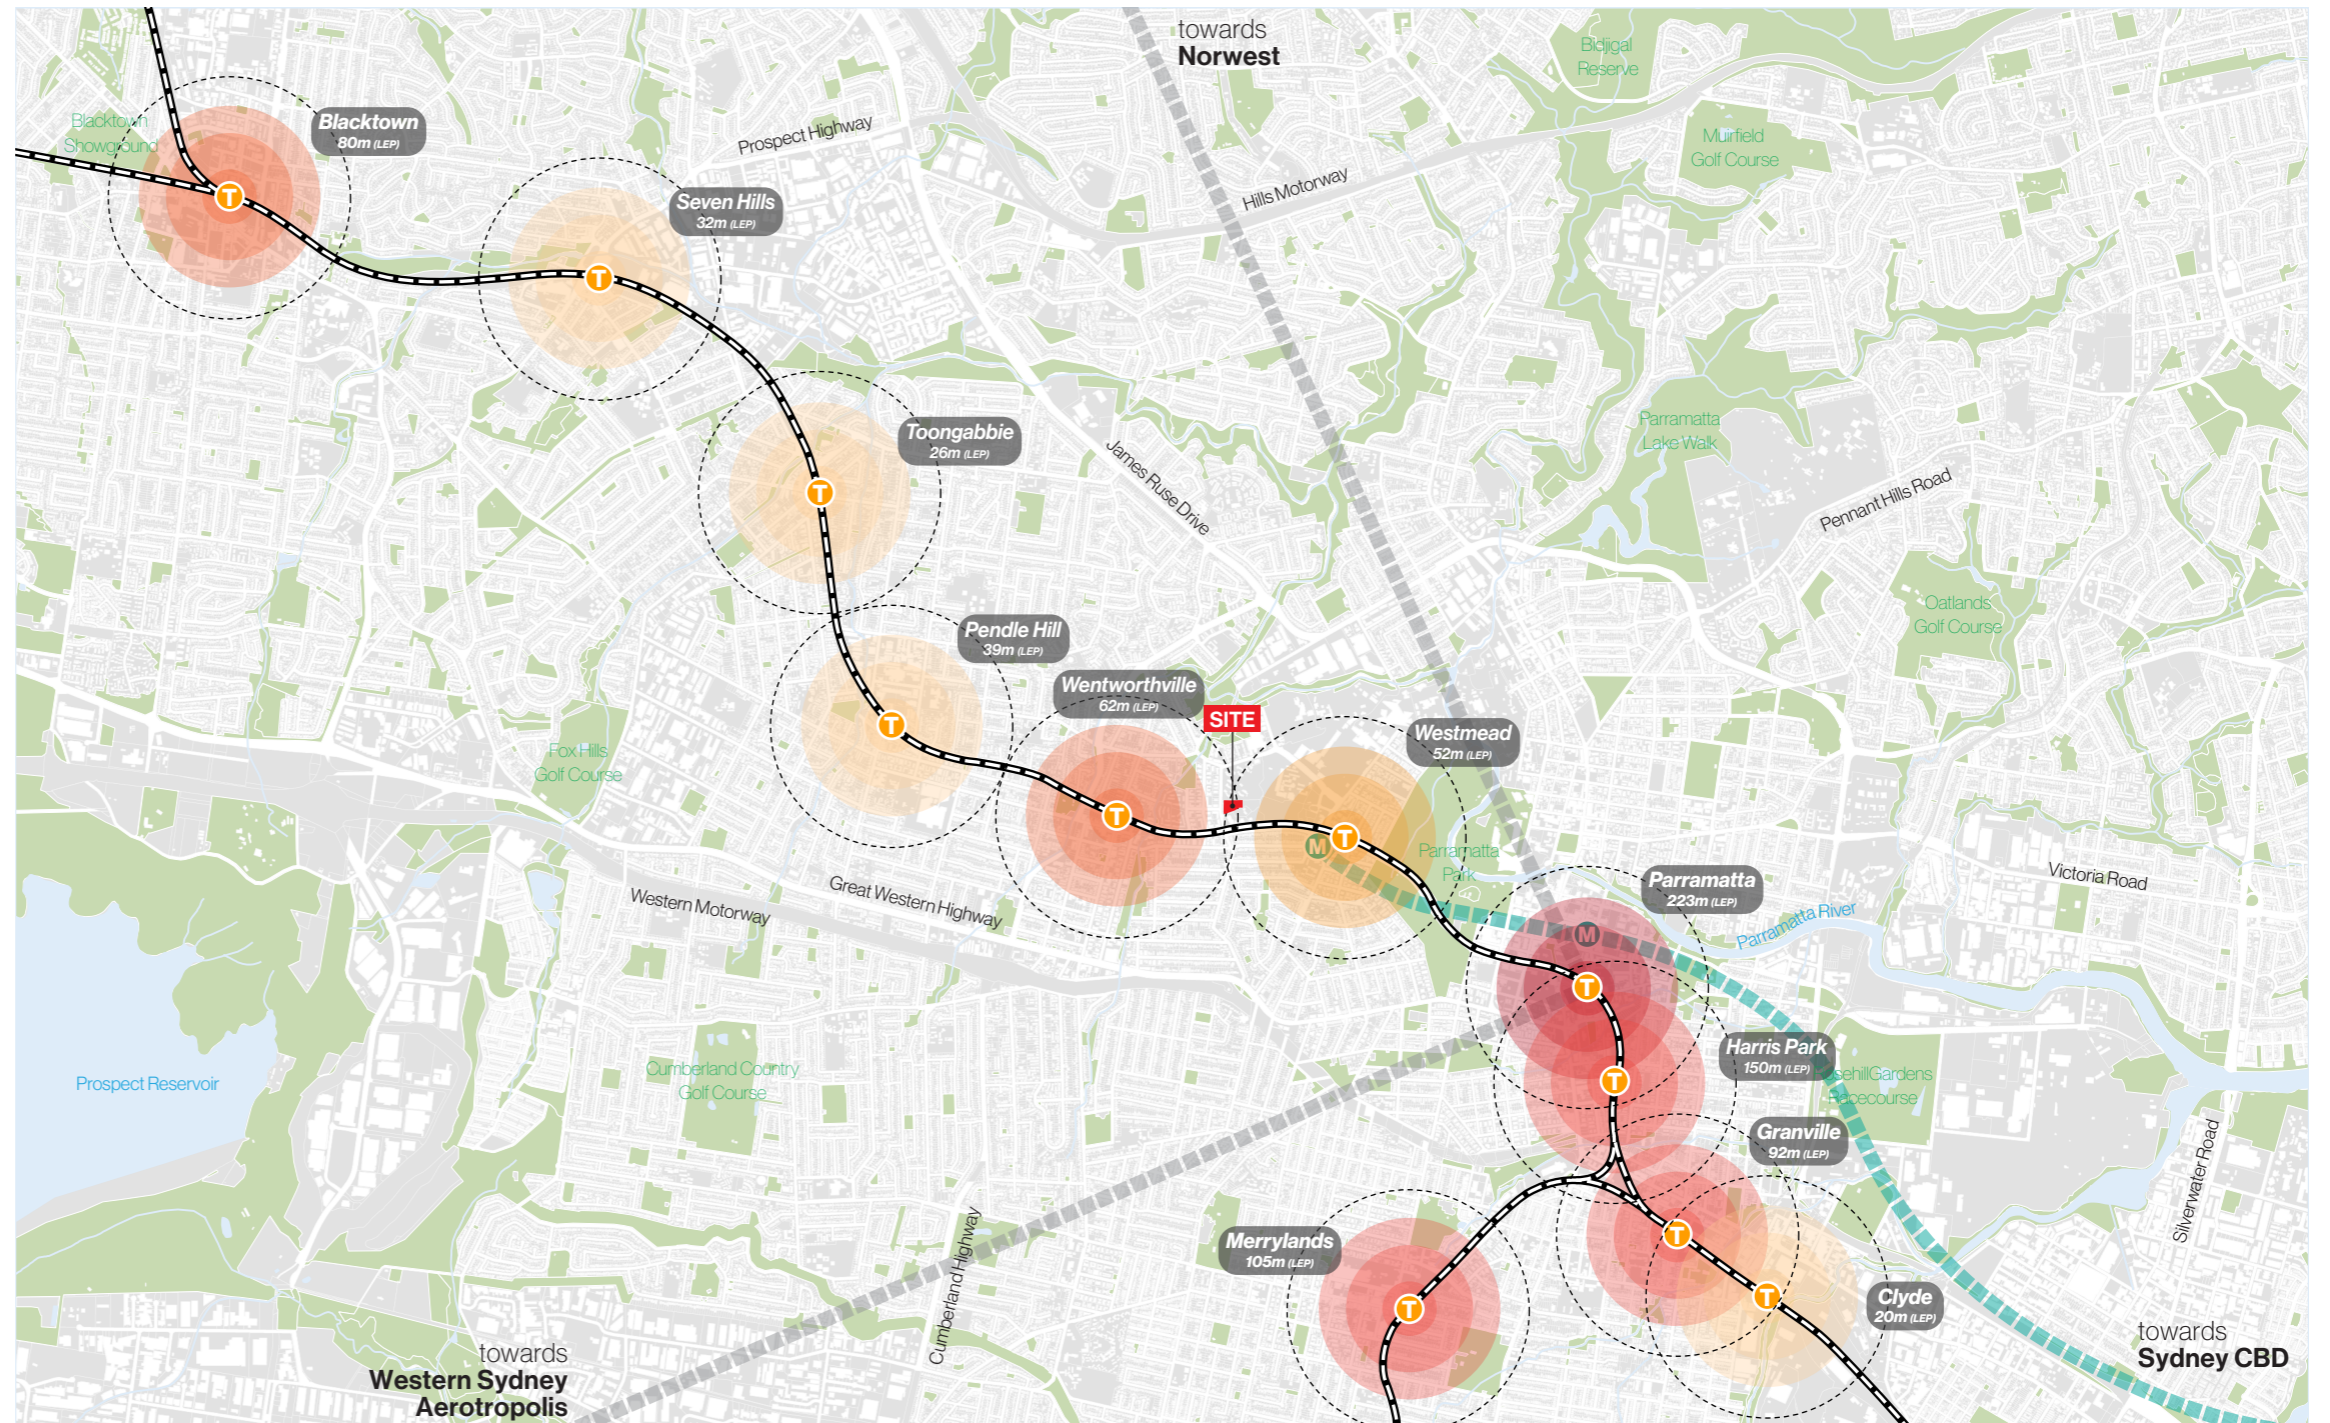 towards
Norwest
Bidjigal
Reserve
Blacktown
80m (LEP)
Blacktown
Showground
Prospect Highway
Muirfield
Golf Course
Hills Motorway
Seven Hills
32m (LEP)
T
T
Toongabbie
26m (LEP)
Parramatta
Lake Walk
James Ruse Drive
Pennant Hills Road
T
Oatlands
Golf Course
Pendle Hill
39m (LEP)
Wentworthville
62m (LEP)
SITE
Westmead
52m (LEP)
T
Fox Hills
Golf Course
T
T
M
Parramatta
Park
Parramatta
223m (LEP)
Victoria Road
Great Western Highway
Western Motorway
Parramatta River
M
T
Harris Park
150m (LEP)
Prospect Reservoir
Cumberland Country
Golf Course
T
sehillGardens
Racecourse
Granville
92m (LEP)
Silverwater Road
Merrylands
105m (LEP)
T
Cumberland Highway
T
T
Clyde
20m (LEP)
towards
Sydney CBD
towards
Western Sydney
Aerotropolis